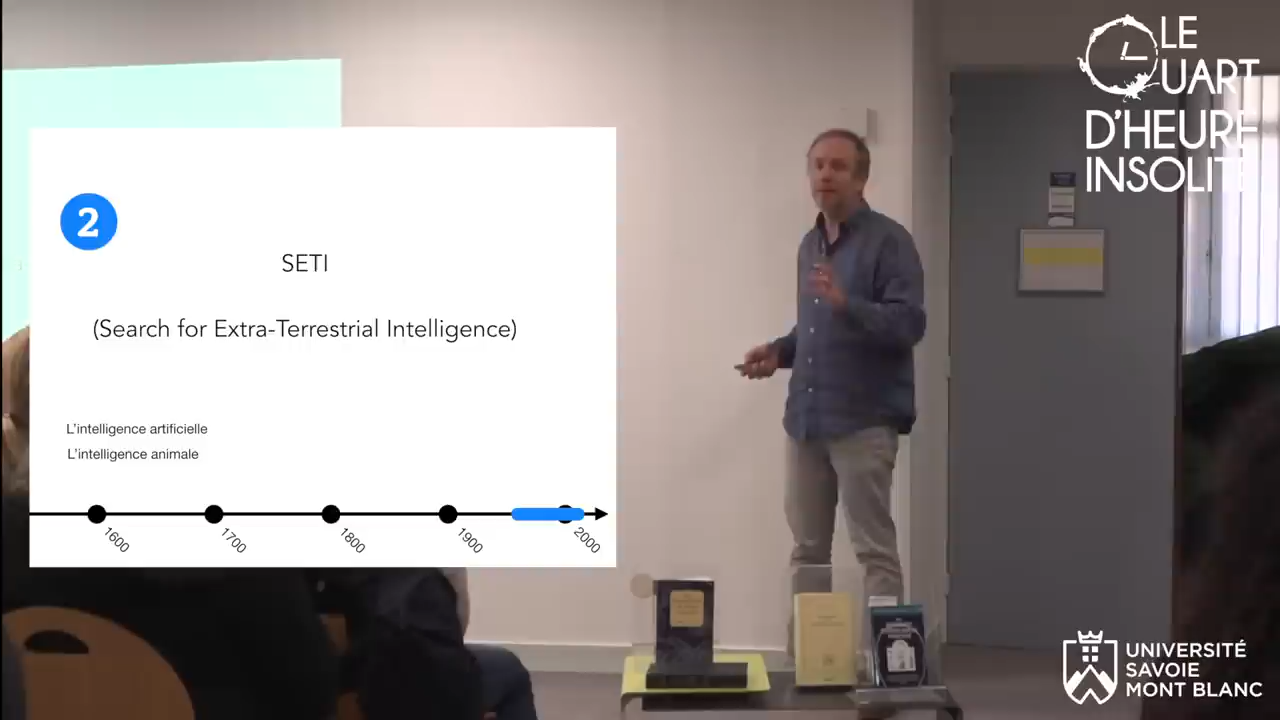 LE
QUART
D'HEURE
INSOLITE
2
SETI
(Search for Extra-Terrestrial Intelligence)
L'intelligence artificielle
L'intelligence animale
1600
1700
1800
1900
2000
UNIVERSITÉ
SAVOIE
MONT BLANC